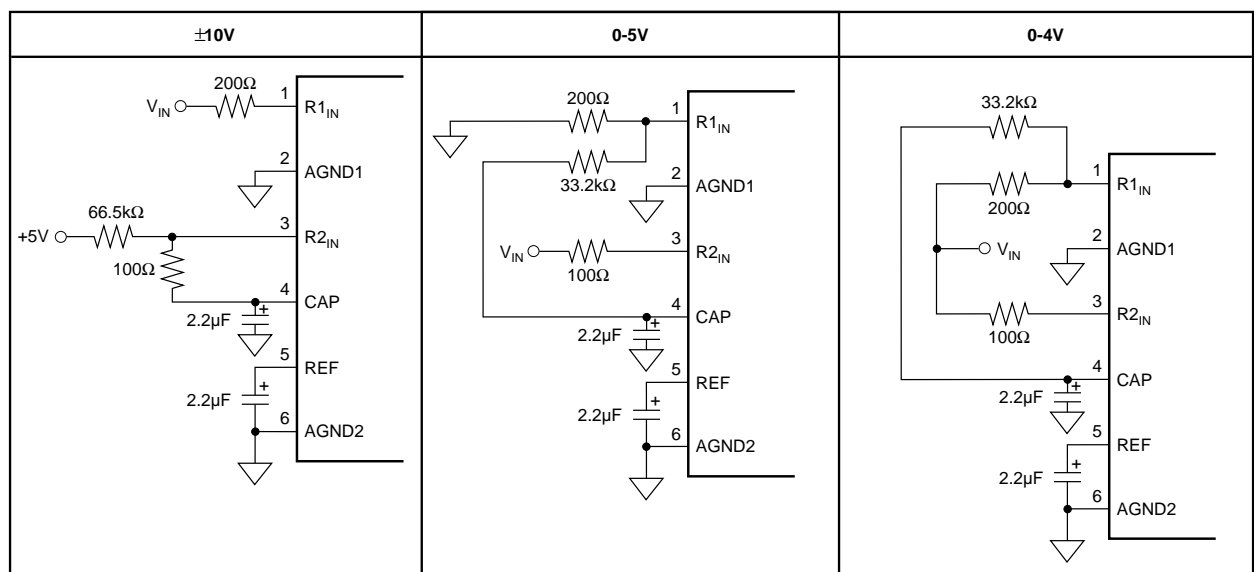 ±10V
200Ω
V_IN
1
R1_IN
2
AGND1
66.5kΩ
3
+5V
R2_IN
100Ω
4
CAP
+
2.2µF
5
REF
+
2.2µF
6
AGND2
0-5V
200Ω
1
R1_IN
33.2kΩ
2
AGND1
3
V_IN
R2_IN
100Ω
4
CAP
+
2.2µF
5
REF
+
2.2µF
6
AGND2
0-4V
33.2kΩ
1
R1_IN
200Ω
2
V_IN
AGND1
3
R2_IN
100Ω
4
CAP
+
2.2µF
5
REF
+
2.2µF
6
AGND2